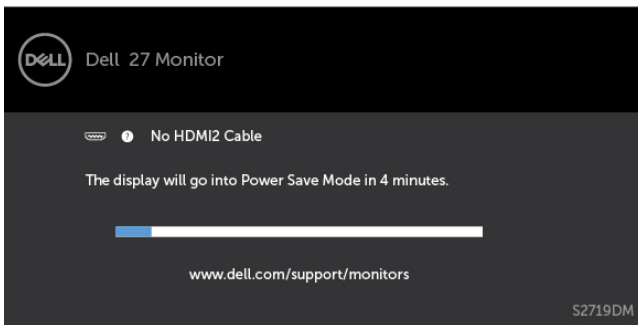 DELL
Dell 27 Monitor
? No HDMI2 Cable
The display will go into Power Save Mode in 4 minutes.
www.dell.com/support/monitors
S2719DM